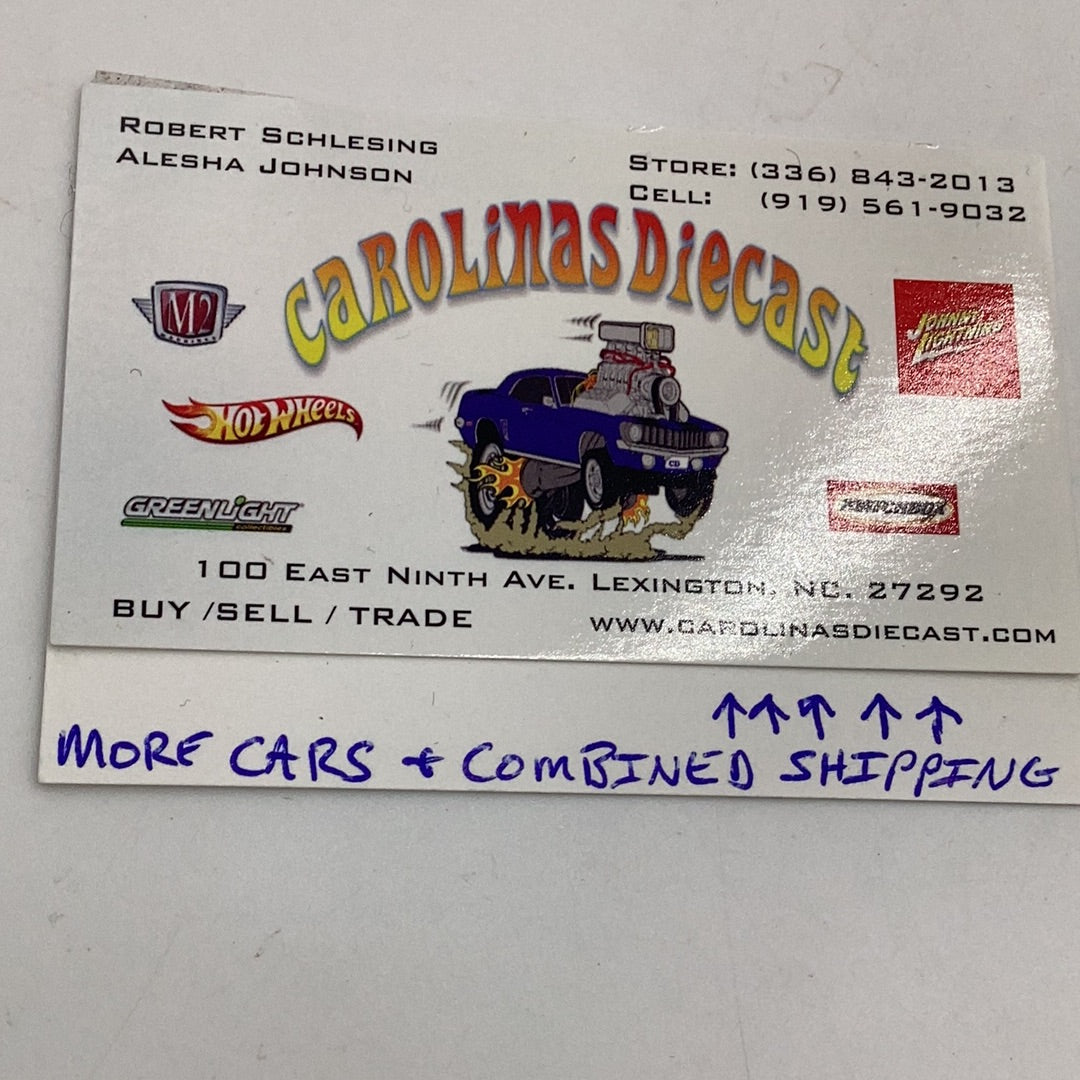 ROBERT SCHLESING
ALESHA JOHNSON
STORE: (336) 843-2013
CELL: (919) 561-9032
CAROLINAS DIECAST
M2
JOHNNY LIGHTNING
HOT WHEELS
GREENLIGHT
collectibles
MATCHBOX
CD
100 EAST NINTH AVE. LEXINGTON, NC. 27292
BUY /SELL / TRADE
WWW.CAROLINASDIECAST.COM
MORE CARS + COMBINED SHIPPING